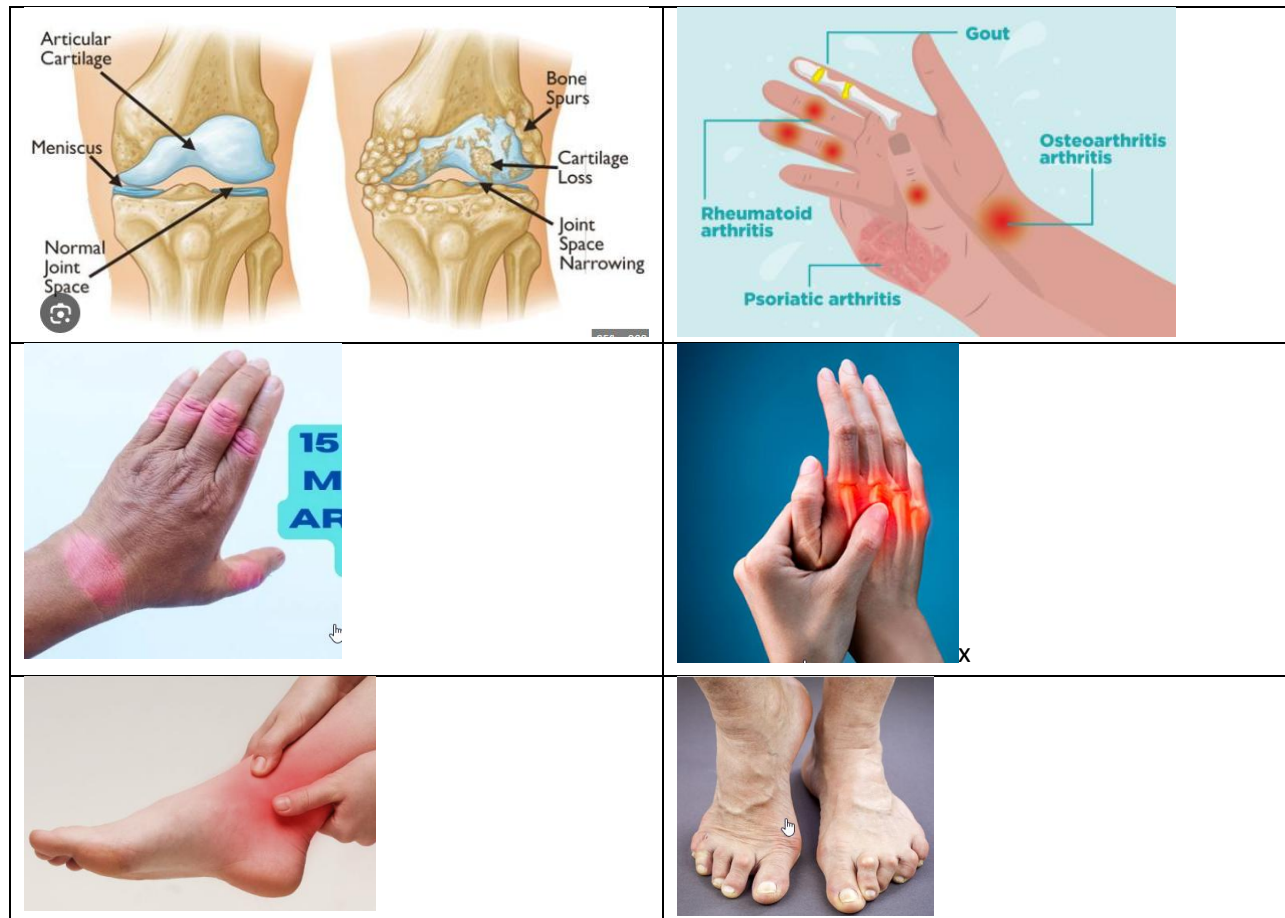 Articular
Cartilage
Meniscus
Normal
Joint
Space
Bone
Spurs
Cartilage
Loss
Joint
Space
Narrowing
Gout
Rheumatoid
arthritis
Osteoarthritis
arthritis
Psoriatic arthritis
15
M
AR
x